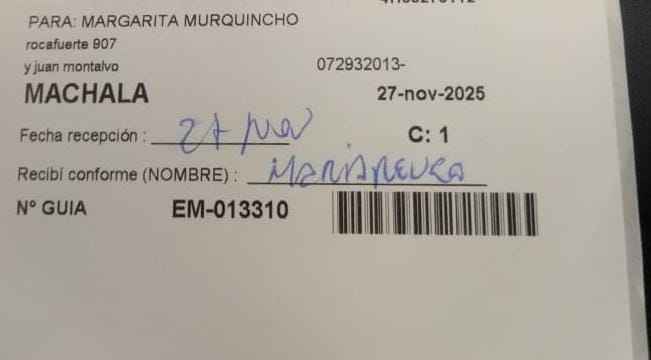 PARA: MARGARITA MURQUINCHO
rocafuerte 907
y juan montalvo 072932013-
MACHALA 27-nov-2025
Fecha recepción : 27 nov C: 1
Recibí conforme (NOMBRE) :
Nº GUIA EM-013310